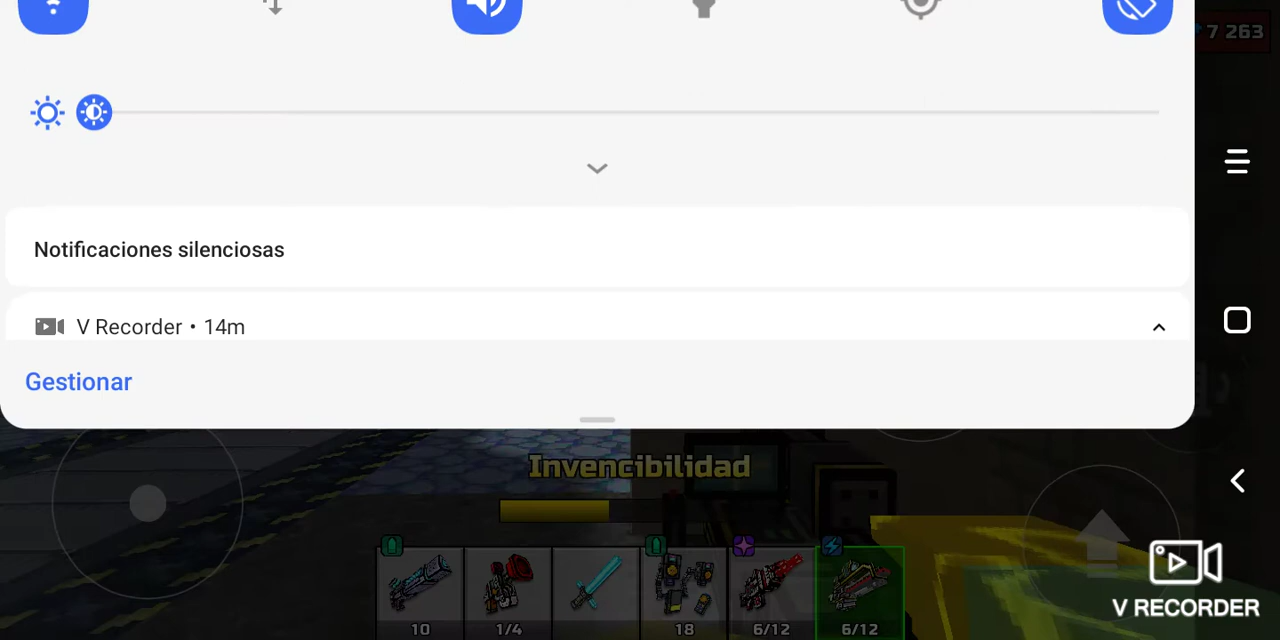 7 263
Notificaciones silenciosas
V Recorder • 14m
Gestionar
Invencibilidad
10
1/4
18
6/12
6/12
V RECORDER